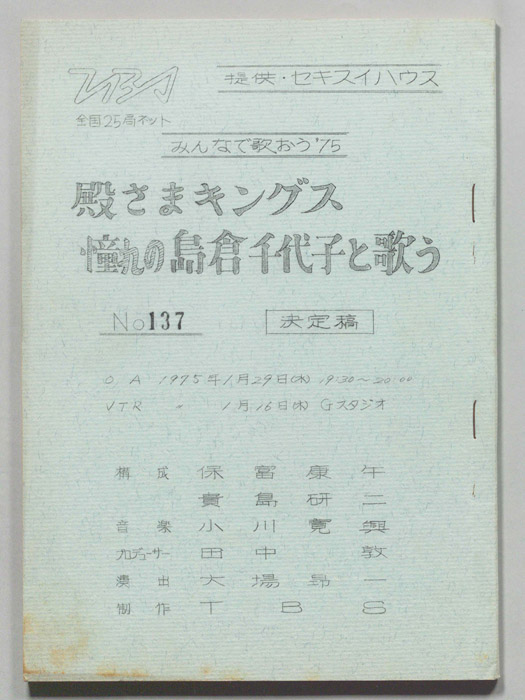 TBS
提供・セキスイハウス
全国25局ネット
みんなで歌おう'75
殿さまキングス
憧れの島倉千代子と歌う
No137
決定稿
O.A 1975年1月29日(水) 19:30～20:00
VTR 〃 1月16日(木) Gスタジオ
構成 保富康午
貴島研二
音楽 小川寛興
プロデューサー 田中敦
演出 大場昴一
制作 TBS